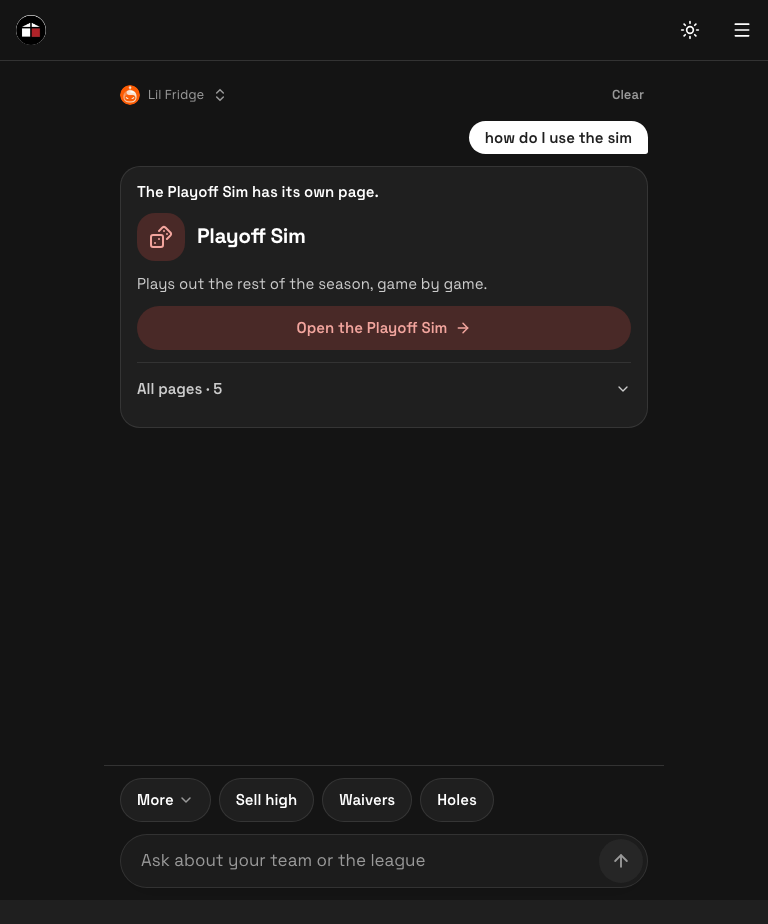 Lil Fridge
Clear
how do I use the sim
The Playoff Sim has its own page.
Playoff Sim
Plays out the rest of the season, game by game.
Open the Playoff Sim →
All pages · 5
More
Sell high
Waivers
Holes
Ask about your team or the league